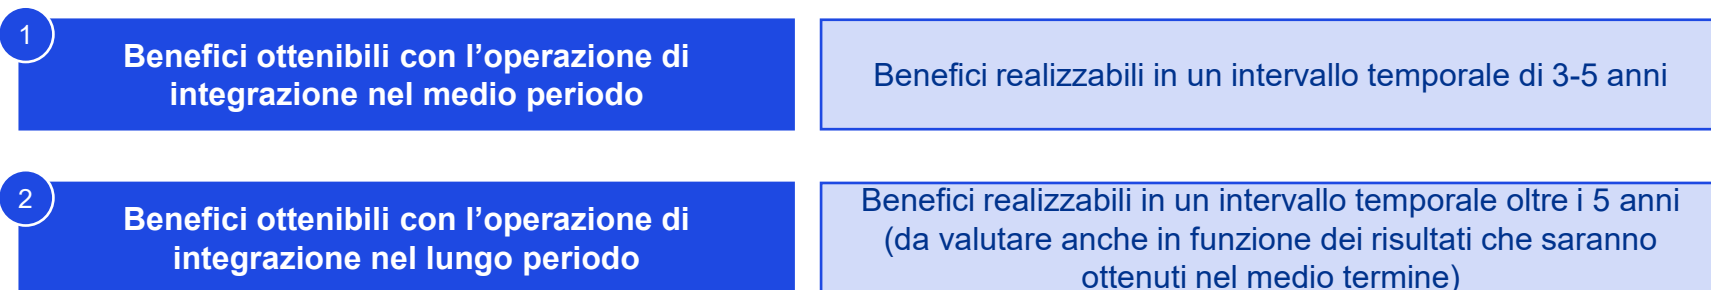 1
Benefici ottenibili con l’operazione di
integrazione nel medio periodo
Benefici realizzabili in un intervallo temporale di 3-5 anni
2
Benefici ottenibili con l’operazione di
integrazione nel lungo periodo
Benefici realizzabili in un intervallo temporale oltre i 5 anni
(da valutare anche in funzione dei risultati che saranno
ottenuti nel medio termine)